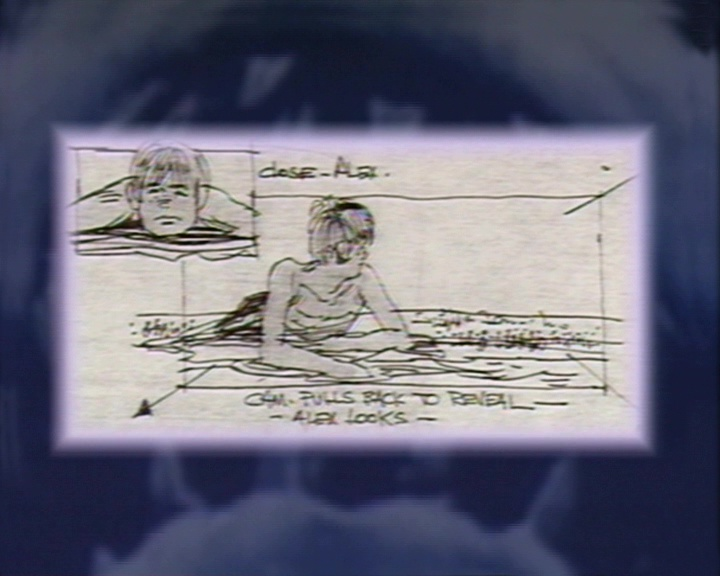 CLOSE - ALEX.
CAM. PULLS BACK TO REVEAL —
- ALEX LOOKS -